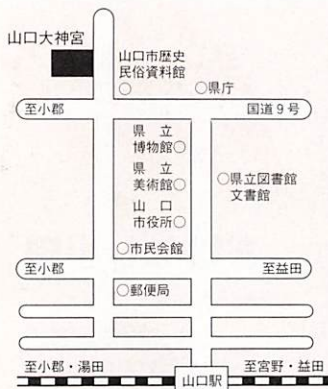 山口大神宮
山口市歴史
民俗資料館
県庁
至小郡
国道9号
県立
博物館
県立
美術館
山口
市役所
県立図書館
文書館
市民会館
至小郡
至益田
郵便局
至小郡・湯田
山口駅
至宮野・益田